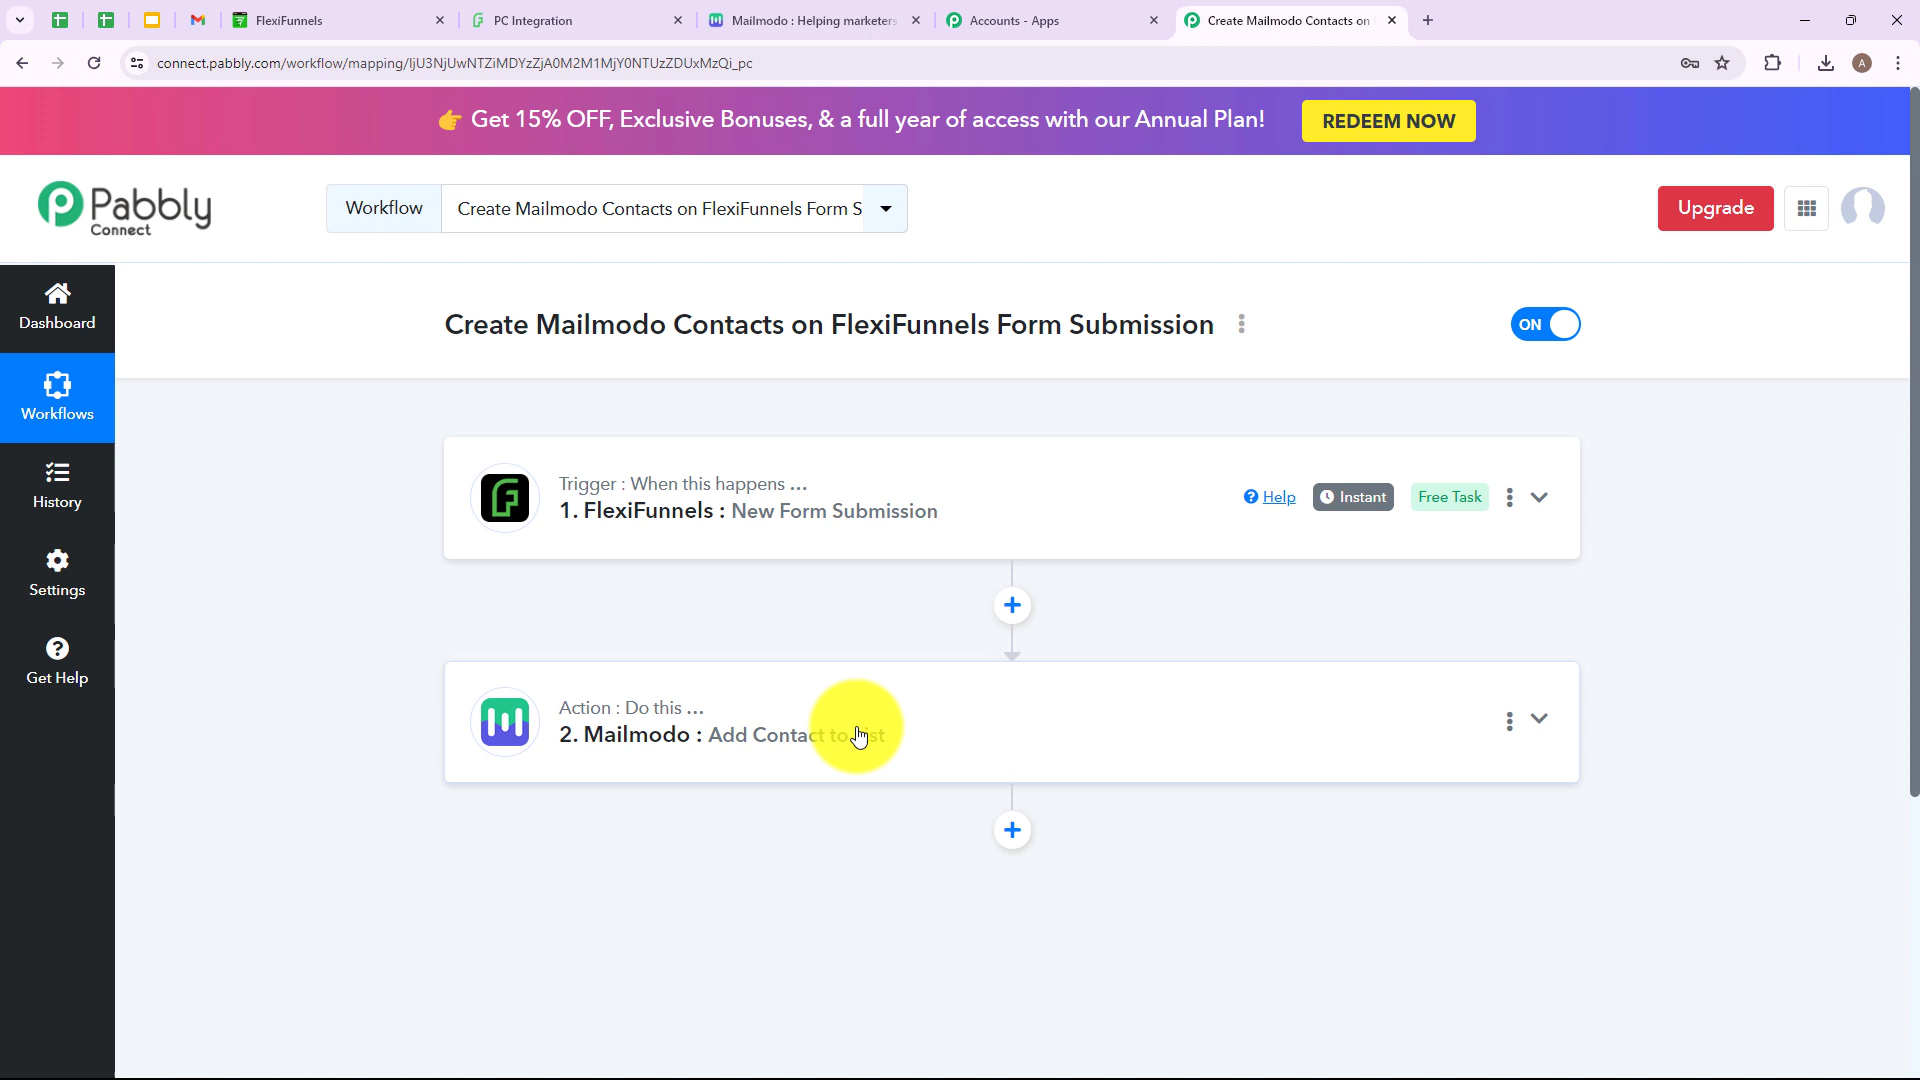 FlexiFunnels
PC Integration
Mailmodo : Helping marketers
Accounts - Apps
Create Mailmodo Contacts on
connect.pabbly.com/workflow/mapping/IjU3NjUwNTZiMDYzZjA0M2M1MjY0NTUzZDUxMzQi_pc
A
👉 Get 15% OFF, Exclusive Bonuses, & a full year of access with our Annual Plan!
REDEEM NOW
Pabbly
Connect
Workflow
Create Mailmodo Contacts on FlexiFunnels Form S
Upgrade
Dashboard
Workflows
History
Settings
Get Help
Create Mailmodo Contacts on FlexiFunnels Form Submission
ON
Trigger : When this happens ...
1. FlexiFunnels : New Form Submission
Help
Instant
Free Task
Action : Do this ...
2. Mailmodo : Add Contact to List